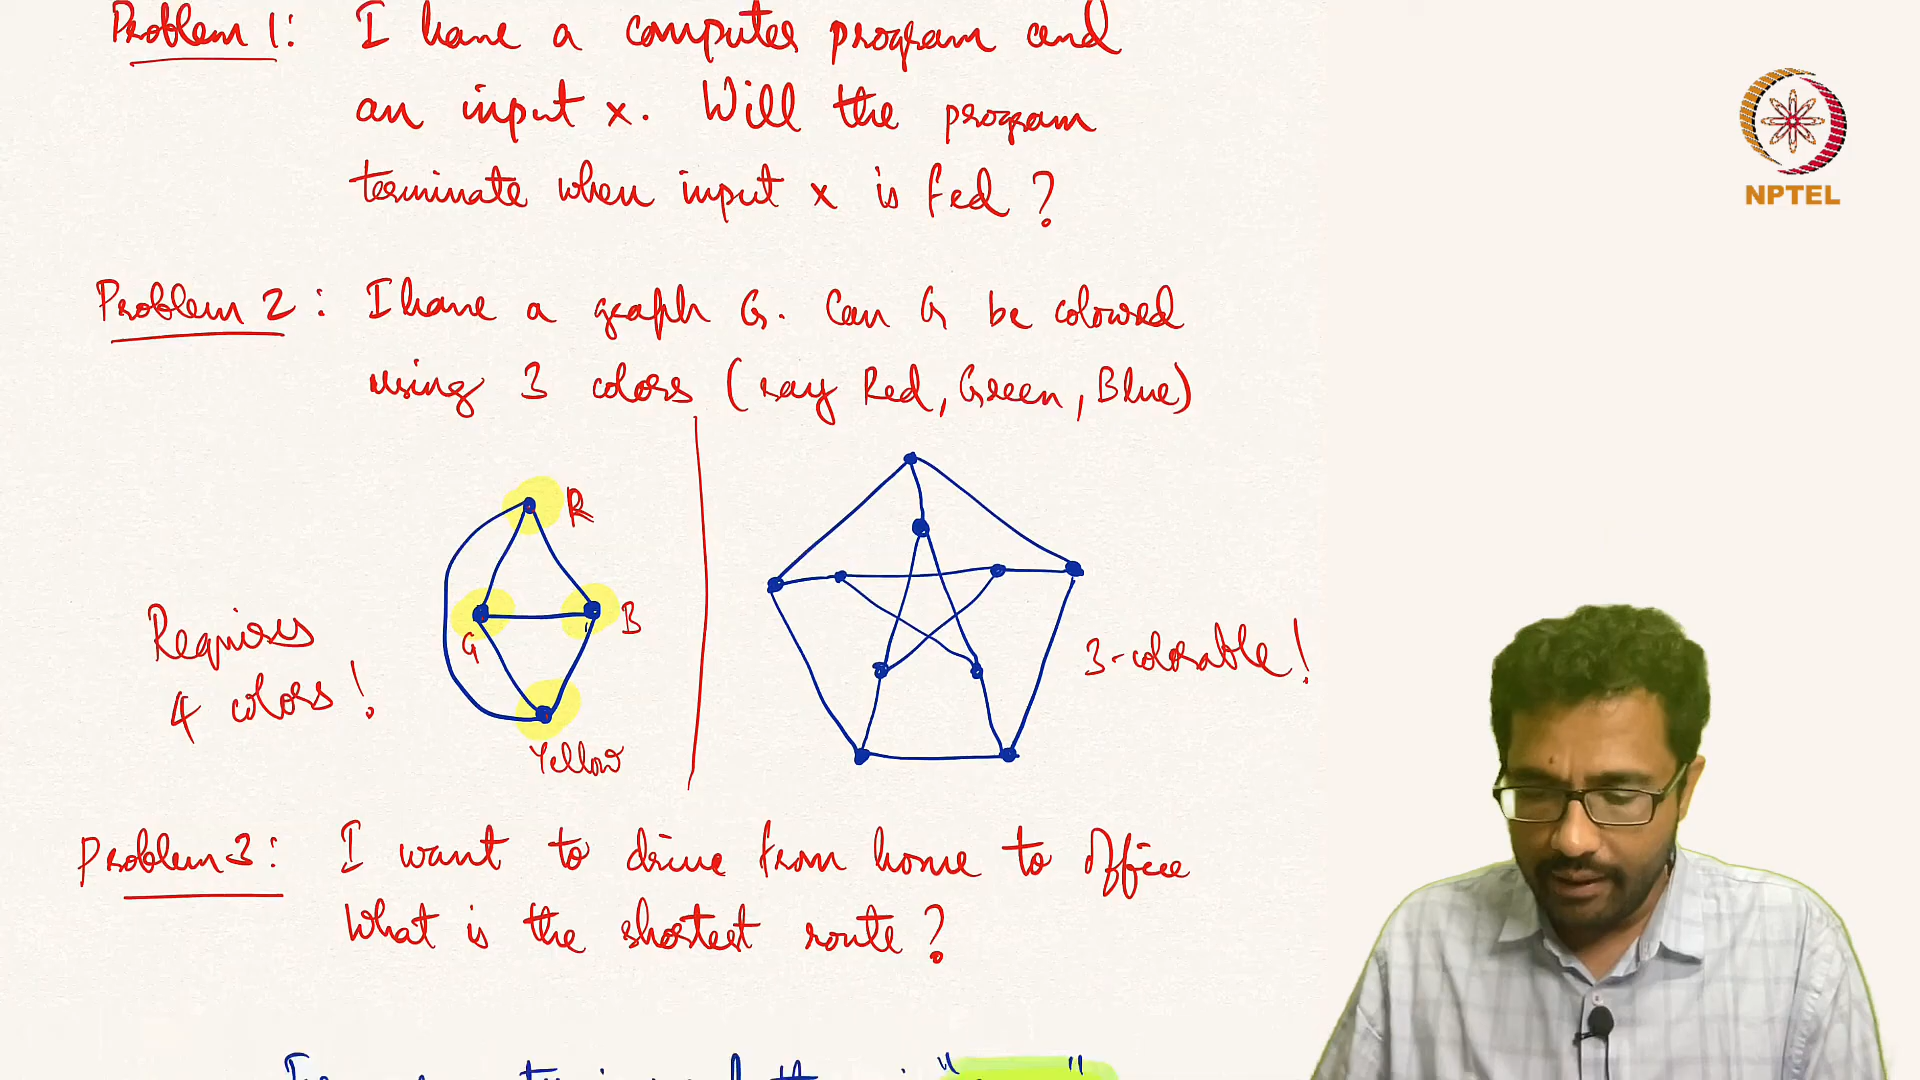 Problem 1: I have a computer program and
an input x. Will the program
terminate when input x is fed?
NPTEL
Problem 2: I have a graph G. Can G be coloured
using 3 colors (say Red, Green, Blue)
R
G
B
Yellow
Requires
4 colors!
3-colorable!
Problem 3: I want to drive from home to office
What is the shortest route?